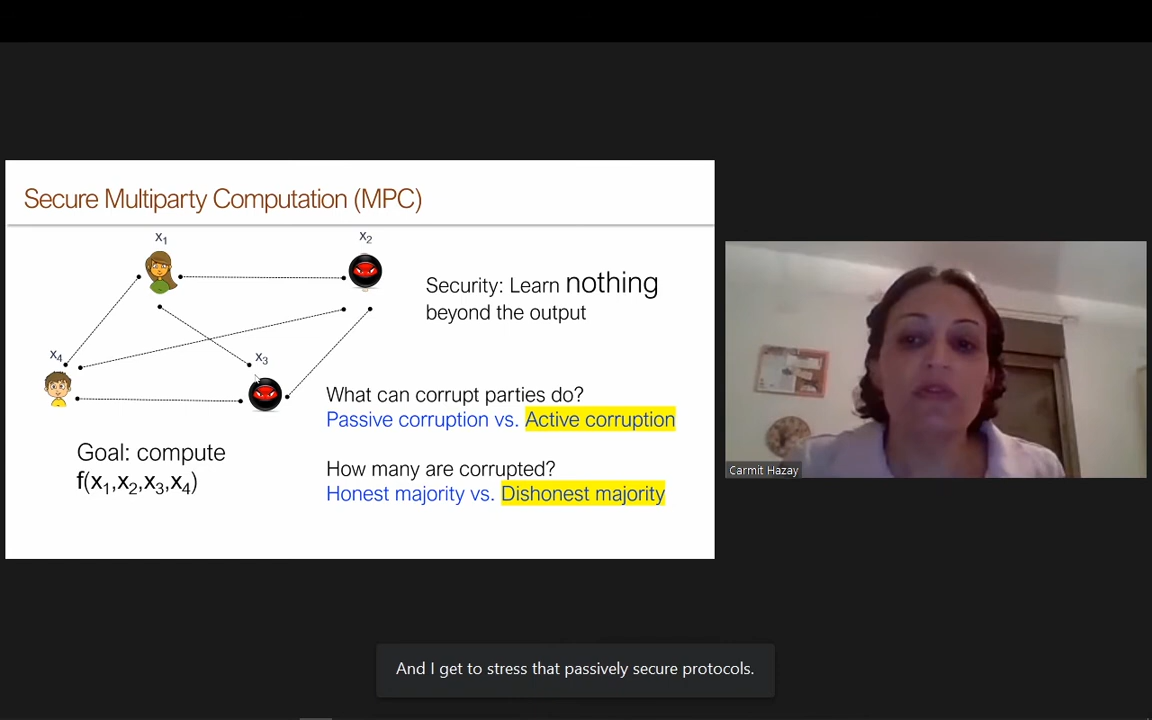 Secure Multiparty Computation (MPC)
x₁
x₂
Security: Learn nothing
beyond the output
x₄
x₃
What can corrupt parties do?
Passive corruption vs. Active corruption
Goal: compute
f(x₁,x₂,x₃,x₄)
How many are corrupted?
Honest majority vs. Dishonest majority
Carmit Hazay
And I get to stress that passively secure protocols.